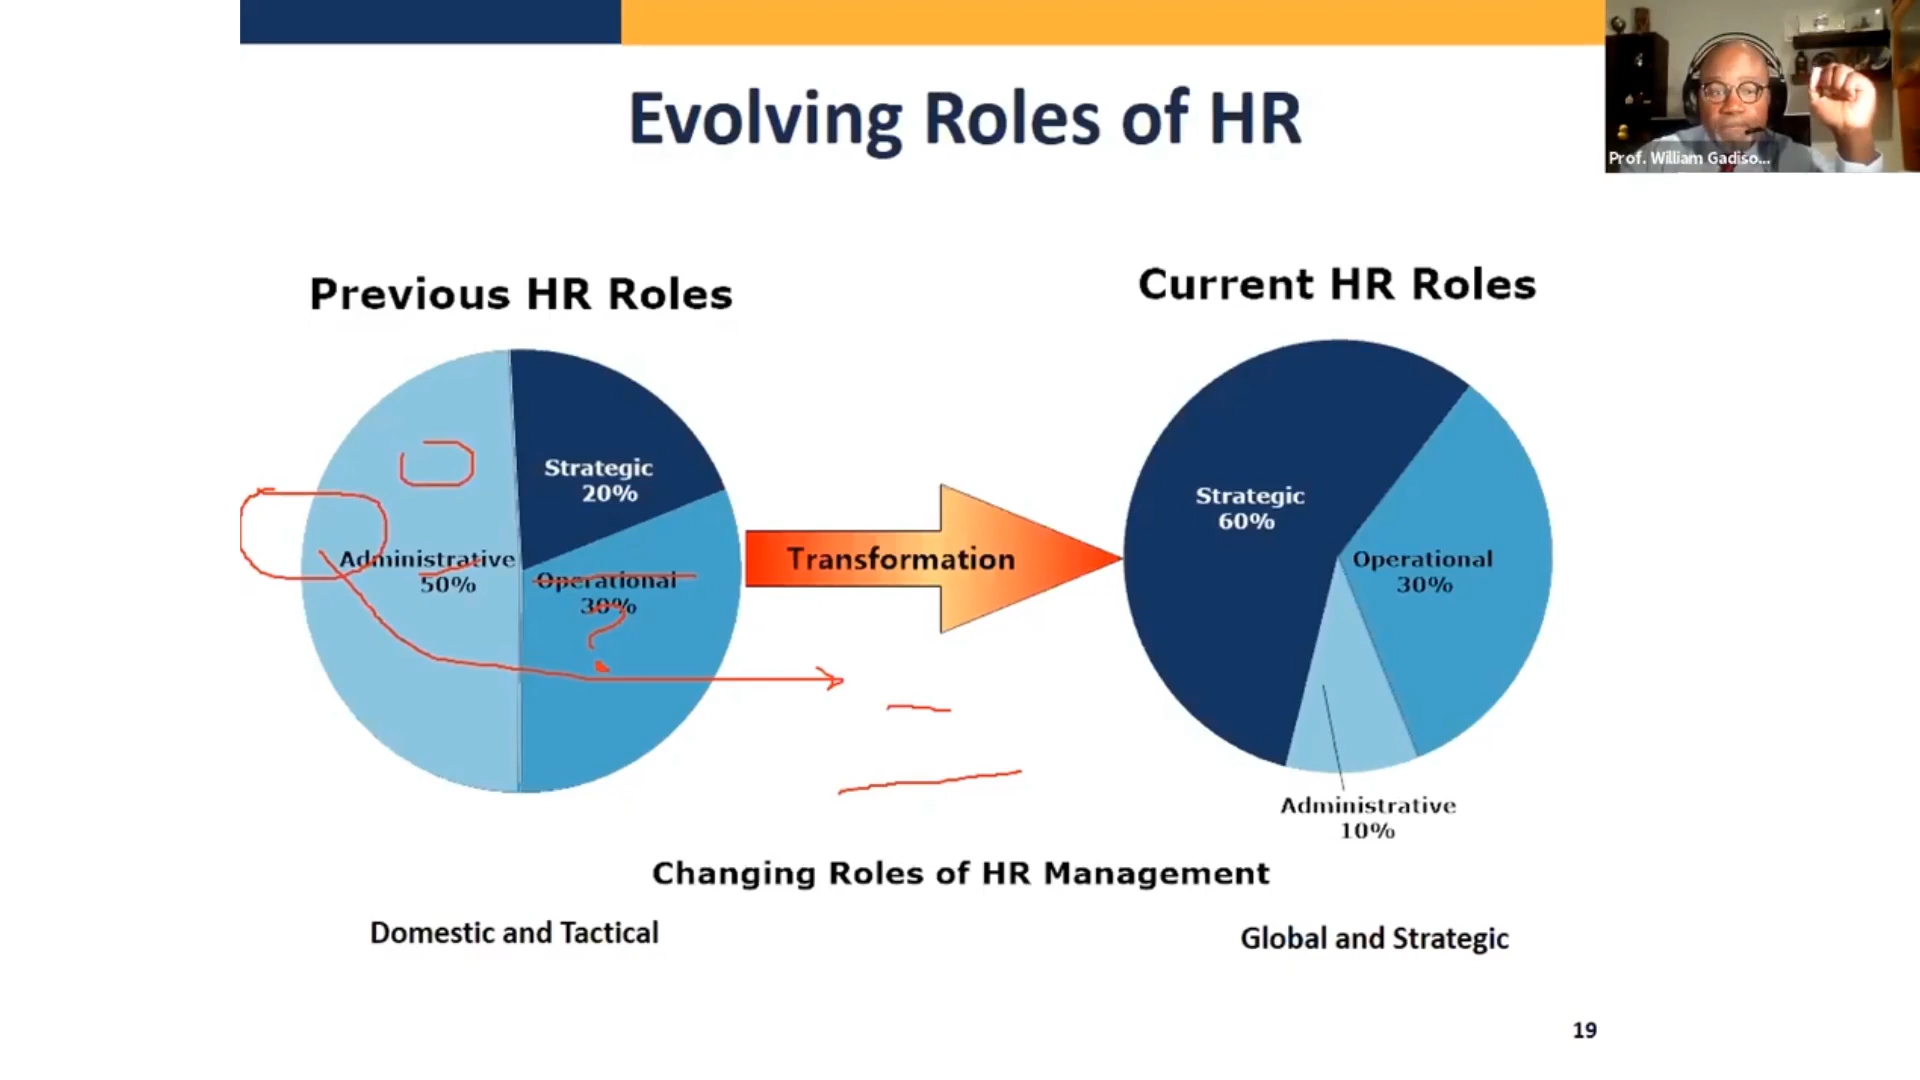 Evolving Roles of HR
Prof. William Gadiso...
Previous HR Roles
Current HR Roles
Strategic
20%
Administrative
50%
Operational
30%
Transformation
Strategic
60%
Operational
30%
Administrative
10%
Changing Roles of HR Management
Domestic and Tactical
Global and Strategic
19